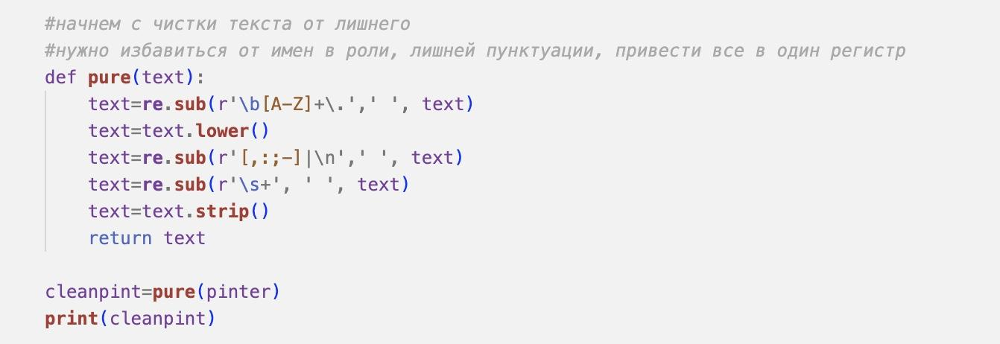 #начнем с чистки текста от лишнего
#нужно избавиться от имен в роли, лишней пунктуации, привести все в один регистр
def pure(text):
    text=re.sub(r'\b[A-Z]+\.',' ', text)
    text=text.lower()
    text=re.sub(r'[,:;-]|\n',' ', text)
    text=re.sub(r'\s+', ' ', text)
    text=text.strip()
    return text

cleanpint=pure(pinter)
print(cleanpint)